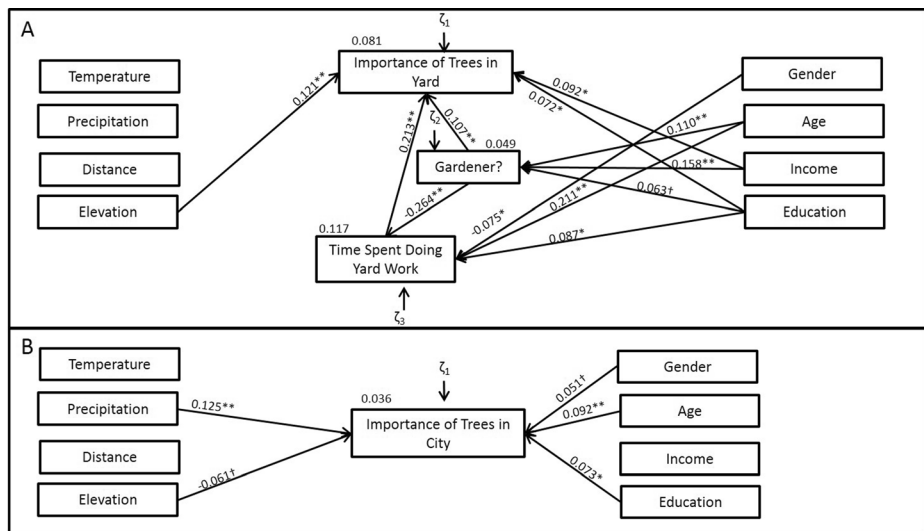 A
Temperature
Precipitation
Distance
Elevation
0.121**
0.081
ζ1
Importance of Trees in
Yard
0.213**
ζ2
0.107**
0.049
Gardener?
-0.264**
0.117
Time Spent Doing
Yard Work
ζ3
0.092*
0.072*
0.110**
0.158**
0.063†
0.211**
-0.075*
0.087*
Gender
Age
Income
Education
B
Temperature
Precipitation
Distance
Elevation
0.125**
-0.061†
0.036
ζ1
Importance of Trees in
City
0.051†
0.092**
0.073*
Gender
Age
Income
Education